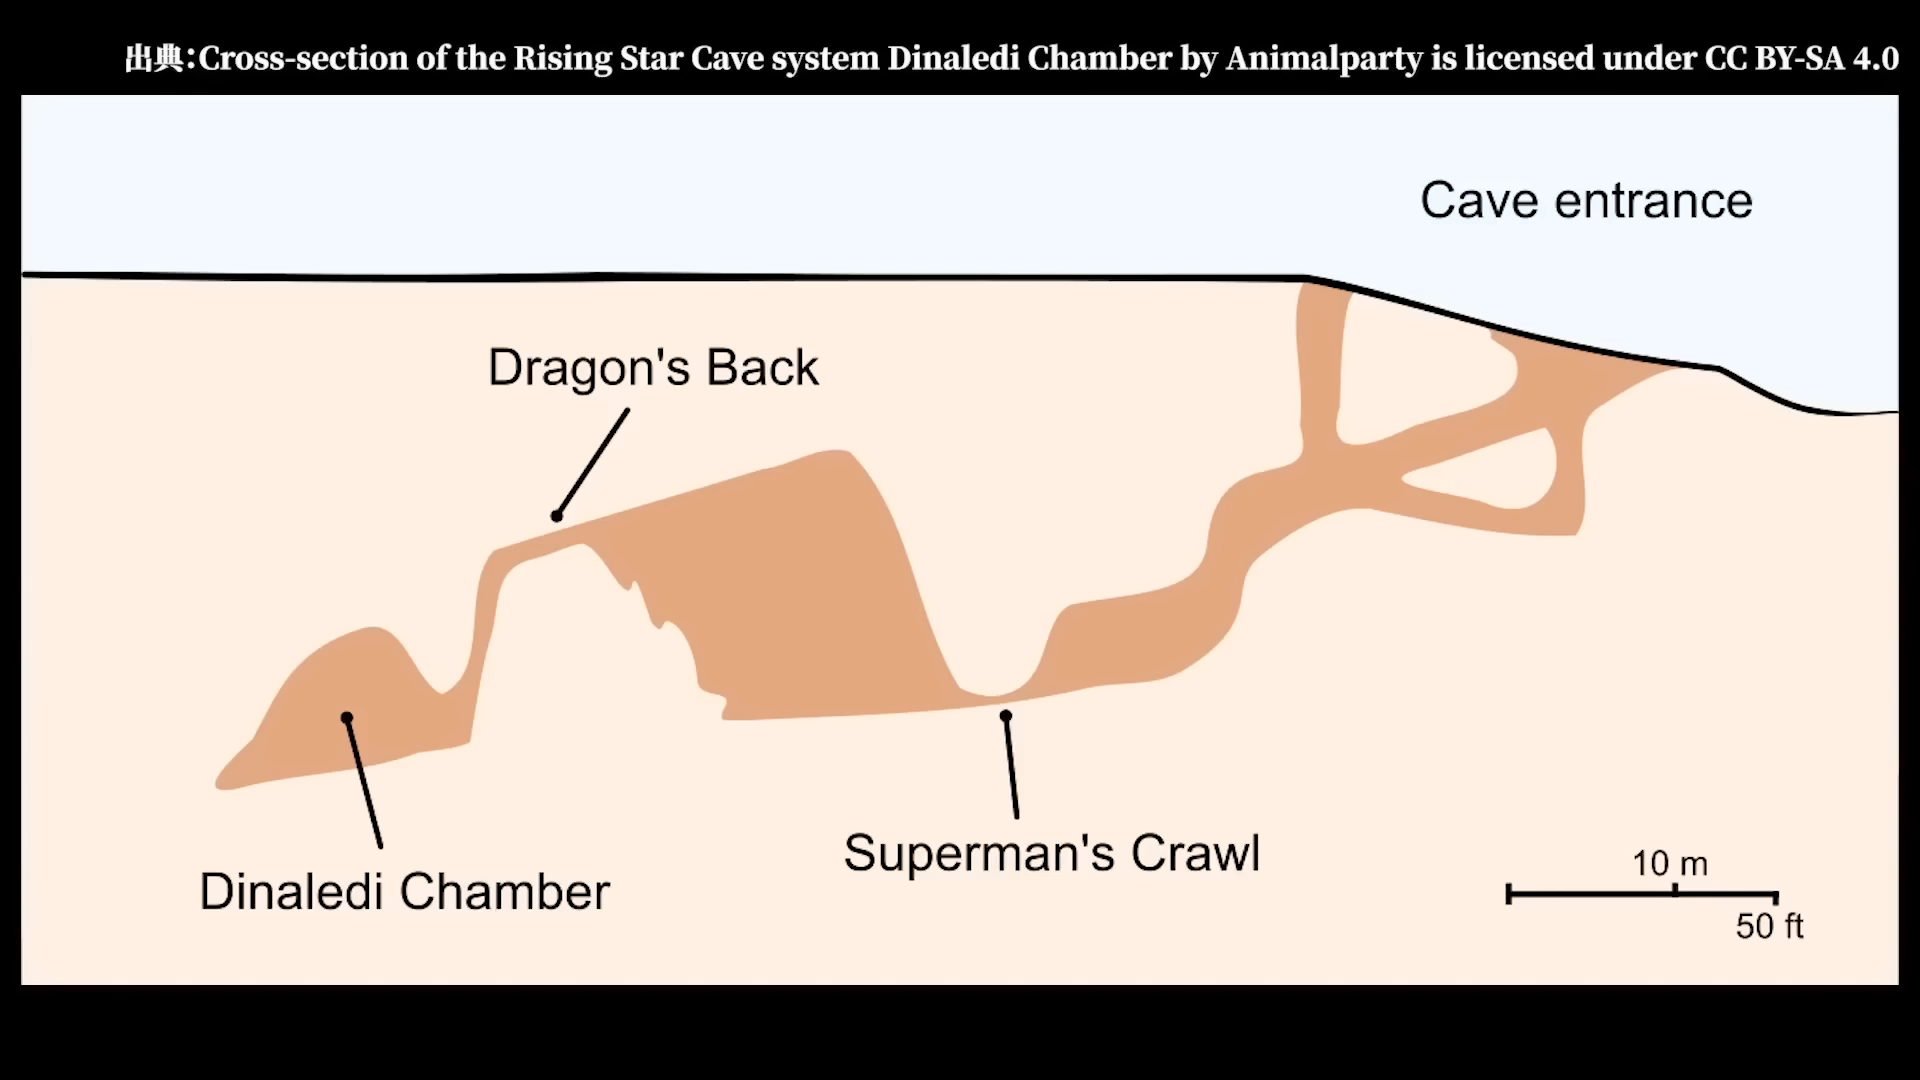 出典：Cross-section of the Rising Star Cave system Dinaledi Chamber by Animalparty is licensed under CC BY-SA 4.0
Cave entrance
Dragon's Back
Superman's Crawl
Dinaledi Chamber
10 m
50 ft